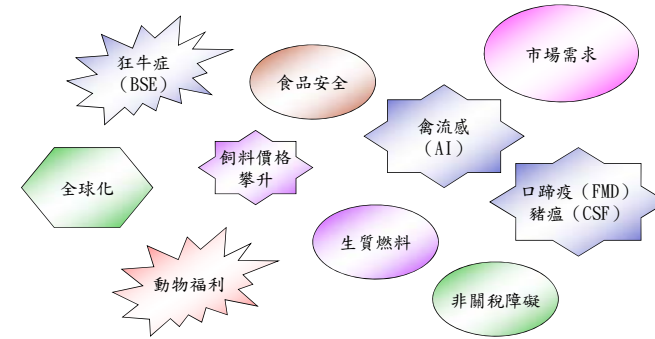 狂牛症
（BSE）
食品安全
市場需求
禽流感
（AI）
飼料價格
攀升
全球化
口蹄疫（FMD）
豬瘟（CSF）
生質燃料
動物福利
非關稅障礙